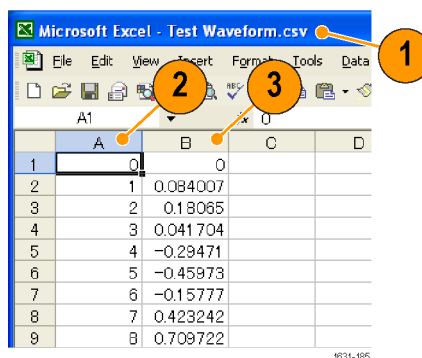 Microsoft Excel - Test Waveform.csv
1
File Edit View Insert Format Tools Data
2
3
A1 0
A B C D
1 0 0
2 1 0.084007
3 2 0.18065
4 3 0.041704
5 4 -0.29471
6 5 -0.45973
7 6 -0.15777
8 7 0.423242
9 8 0.709722
1631-185